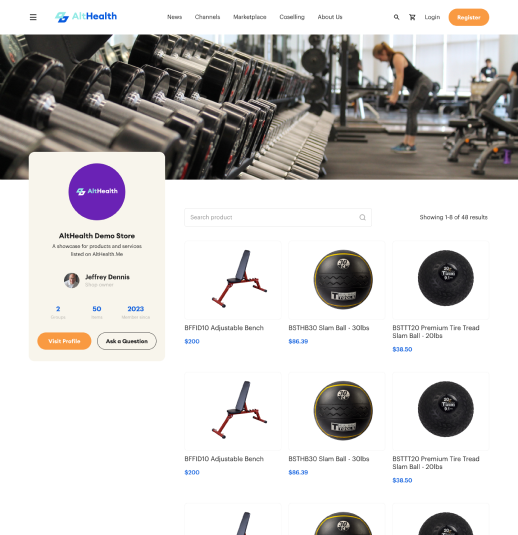 AltHealth
News
Channels
Marketplace
Coselling
About Us
Login
Register
AltHealth
AltHealth Demo Store
A showcase for products and services
listed on AltHealth.Me
Jeffrey Dennis
Shop owner
2
50
2023
Groups
Items
Member since
Visit Profile
Ask a Question
Search product
Showing 1-8 of 48 results
BFFID10 Adjustable Bench
$200
BSTHB30 Slam Ball - 30lbs
$86.39
BSTTT20 Premium Tire Tread
Slam Ball - 20lbs
$38.50
BFFID10 Adjustable Bench
$200
BSTHB30 Slam Ball - 30lbs
$86.39
BSTTT20 Premium Tire Tread
Slam Ball - 20lbs
$38.50